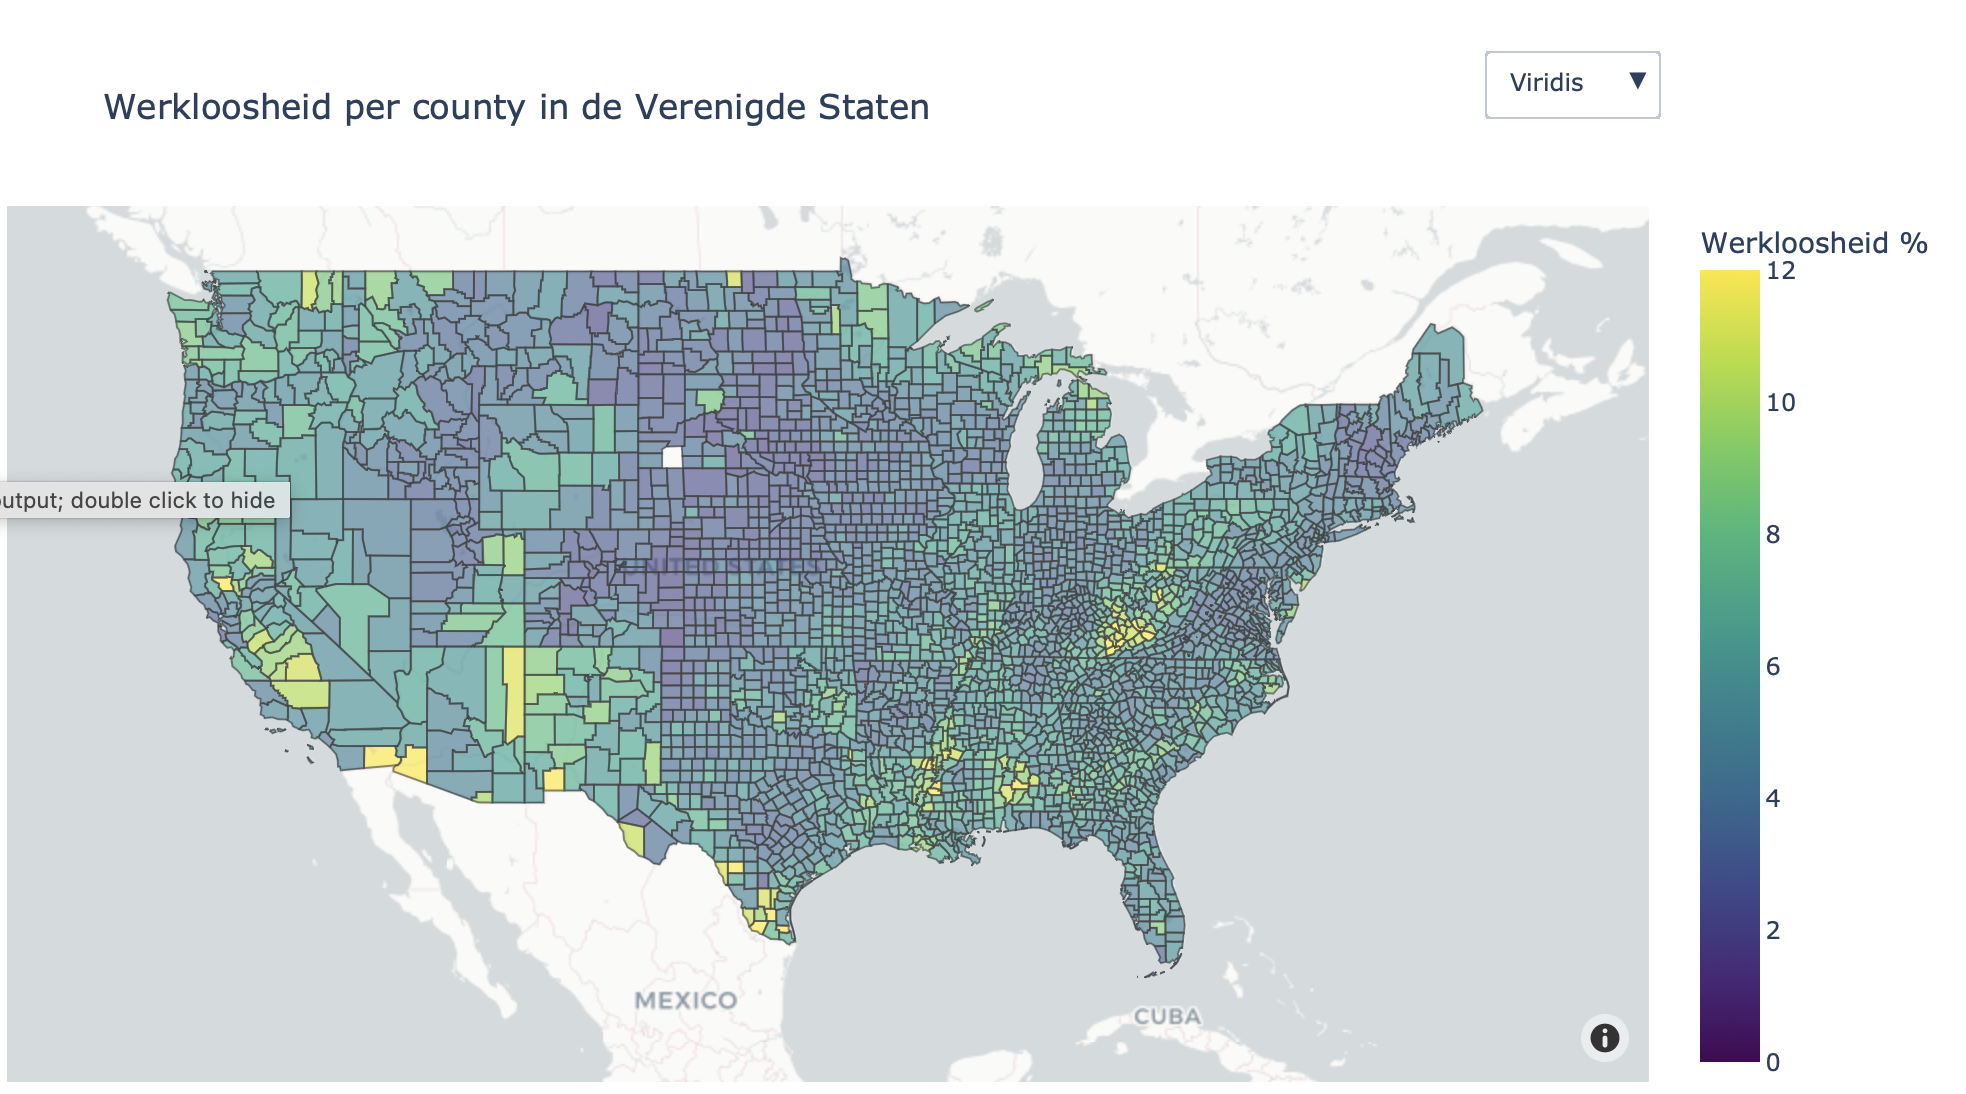 Viridis ▼
Werkloosheid per county in de Verenigde Staten
Werkloosheid %
12
10
8
6
4
2
0
output; double click to hide
UNITED STATES
MEXICO
CUBA